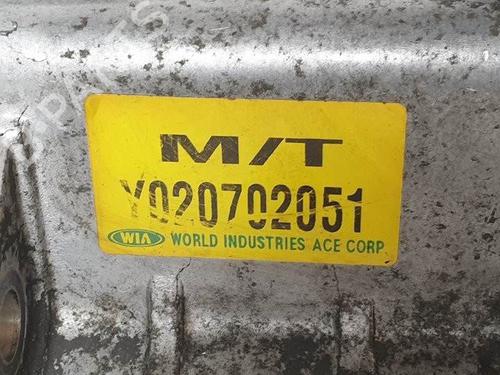 M/T
Y020702051
WIA WORLD INDUSTRIES ACE CORP.